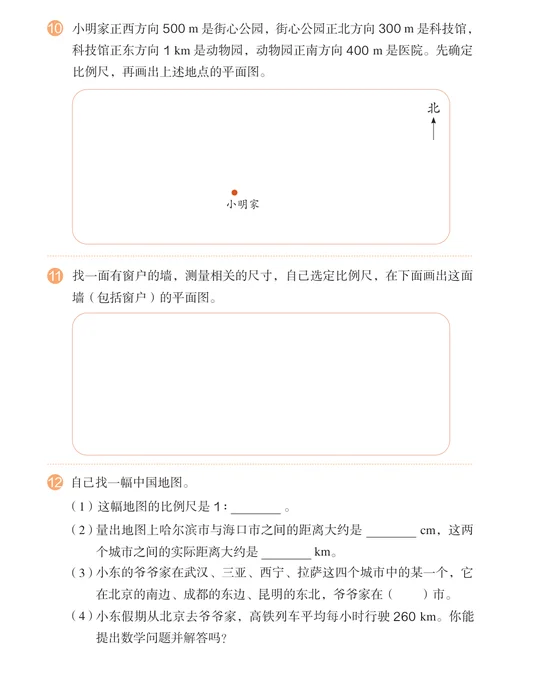 10 小明家正西方向 500 m 是街心公园，街心公园正北方向 300 m 是科技馆，
科技馆正东方向 1 km 是动物园，动物园正南方向 400 m 是医院。先确定
比例尺，再画出上述地点的平面图。
北
小明家
11 找一面有窗户的墙，测量相关的尺寸，自己选定比例尺，在下面画出这面
墙（包括窗户）的平面图。
12 自己找一幅中国地图。
（1）这幅地图的比例尺是 1：________ 。
（2）量出地图上哈尔滨市与海口市之间的距离大约是 ________ cm，这两
个城市之间的实际距离大约是 ________ km。
（3）小东的爷爷家在武汉、三亚、西宁、拉萨这四个城市中的某一个，它
在北京的南边、成都的东边、昆明的东北，爷爷家在（　　）市。
（4）小东假期从北京去爷爷家，高铁列车平均每小时行驶 260 km。你能
提出数学问题并解答吗？